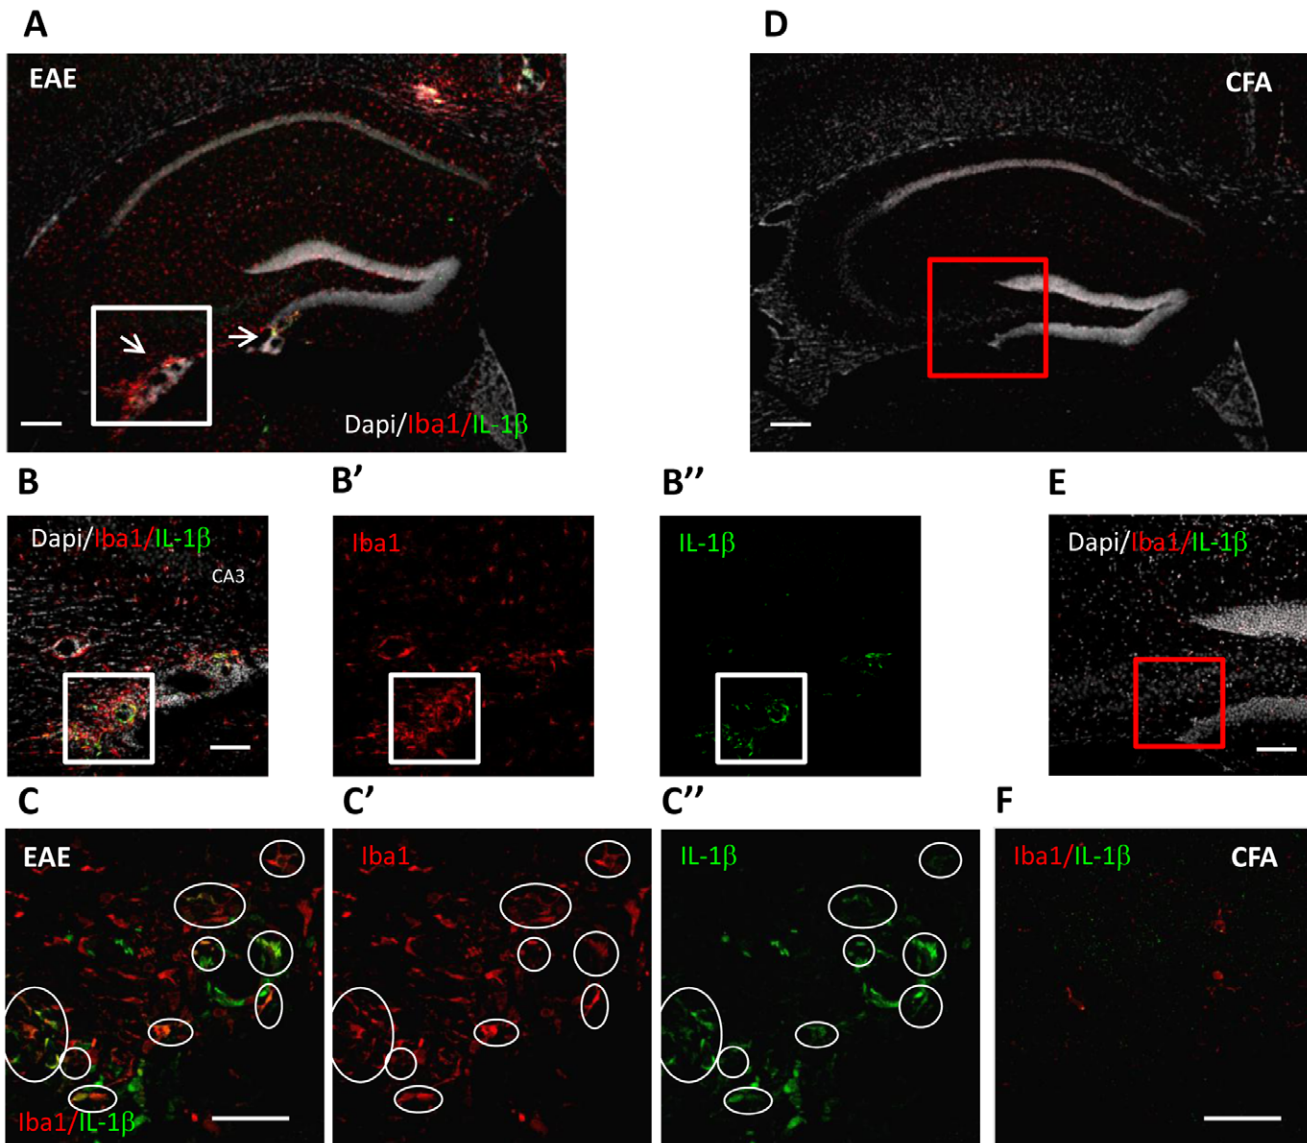 A
D
EAE
CFA
Dapi/Iba1/IL-1β
B
B’
B’’
E
Dapi/Iba1/IL-1β
Iba1
IL-1β
Dapi/Iba1/IL-1β
CA3
C
C’
C’’
F
EAE
Iba1
IL-1β
Iba1/IL-1β
CFA
Iba1/IL-1β